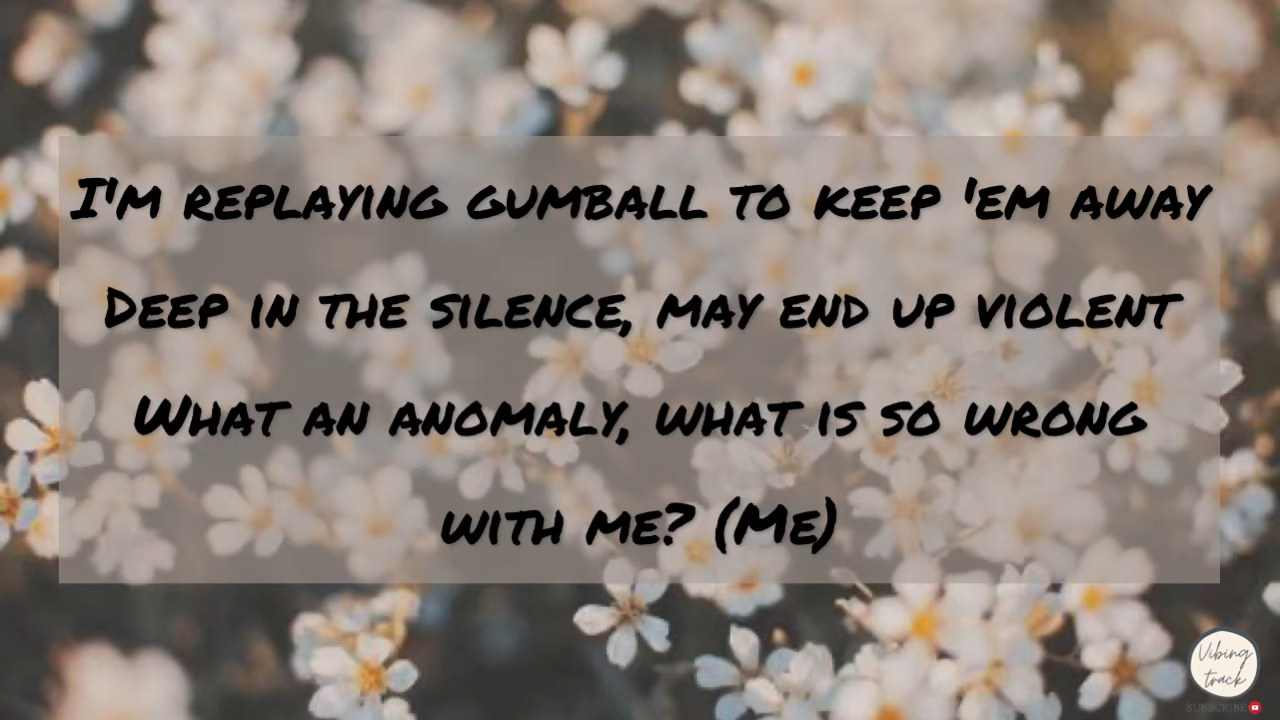 I'm replaying gumball to keep 'em away
Deep in the silence, may end up violent
What an anomaly, what is so wrong
with me? (Me)
Vibing
track
SUBSCRIBE